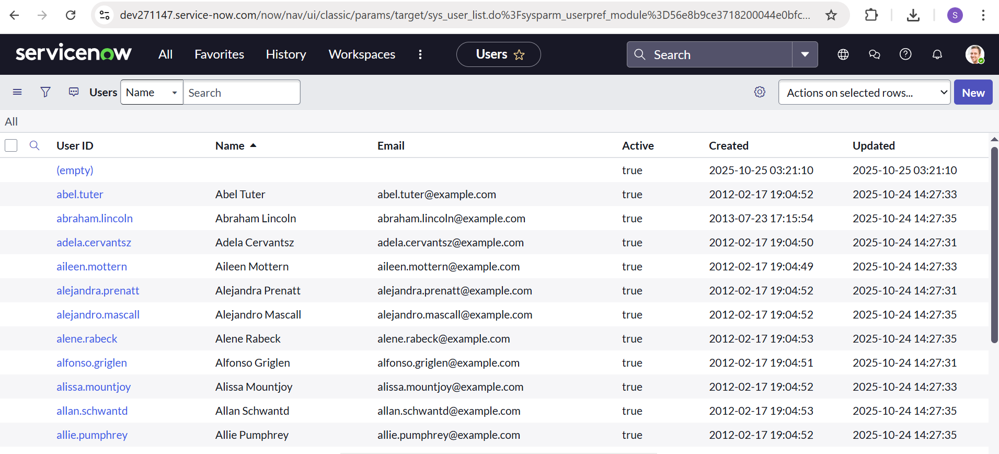 dev271147.service-now.com/now/nav/ui/classic/params/target/sys_user_list.do%3Fsysparm_userpref_module%3D56e8b9ce3718200044e0bfc... S
servicenow All Favorites History Workspaces Users Search
Users Name Search Actions on selected rows... New
All
User ID Name Email Active Created Updated
(empty) true 2025-10-25 03:21:10 2025-10-25 03:21:10
abel.tuter Abel Tuter abel.tuter@example.com true 2012-02-17 19:04:52 2025-10-24 14:27:33
abraham.lincoln Abraham Lincoln abraham.lincoln@example.com true 2013-07-23 17:15:54 2025-10-24 14:27:35
adela.cervantsz Adela Cervantsz adela.cervantsz@example.com true 2012-02-17 19:04:50 2025-10-24 14:27:31
aileen.mottern Aileen Mottern aileen.mottern@example.com true 2012-02-17 19:04:49 2025-10-24 14:27:33
alejandra.prenatt Alejandra Prenatt alejandra.prenatt@example.com true 2012-02-17 19:04:52 2025-10-24 14:27:31
alejandro.mascall Alejandro Mascall alejandro.mascall@example.com true 2012-02-17 19:04:52 2025-10-24 14:27:35
alene.rabeck Alene Rabeck alene.rabeck@example.com true 2012-02-17 19:04:53 2025-10-24 14:27:35
alfonso.griglen Alfonso Griglen alfonso.griglen@example.com true 2012-02-17 19:04:51 2025-10-24 14:27:31
alissa.mountjoy Alissa Mountjoy alissa.mountjoy@example.com true 2012-02-17 19:04:52 2025-10-24 14:27:33
allan.schwantd Allan Schwantd allan.schwantd@example.com true 2012-02-17 19:04:53 2025-10-24 14:27:35
allie.pumphrey Allie Pumphrey allie.pumphrey@example.com true 2012-02-17 19:04:52 2025-10-24 14:27:35